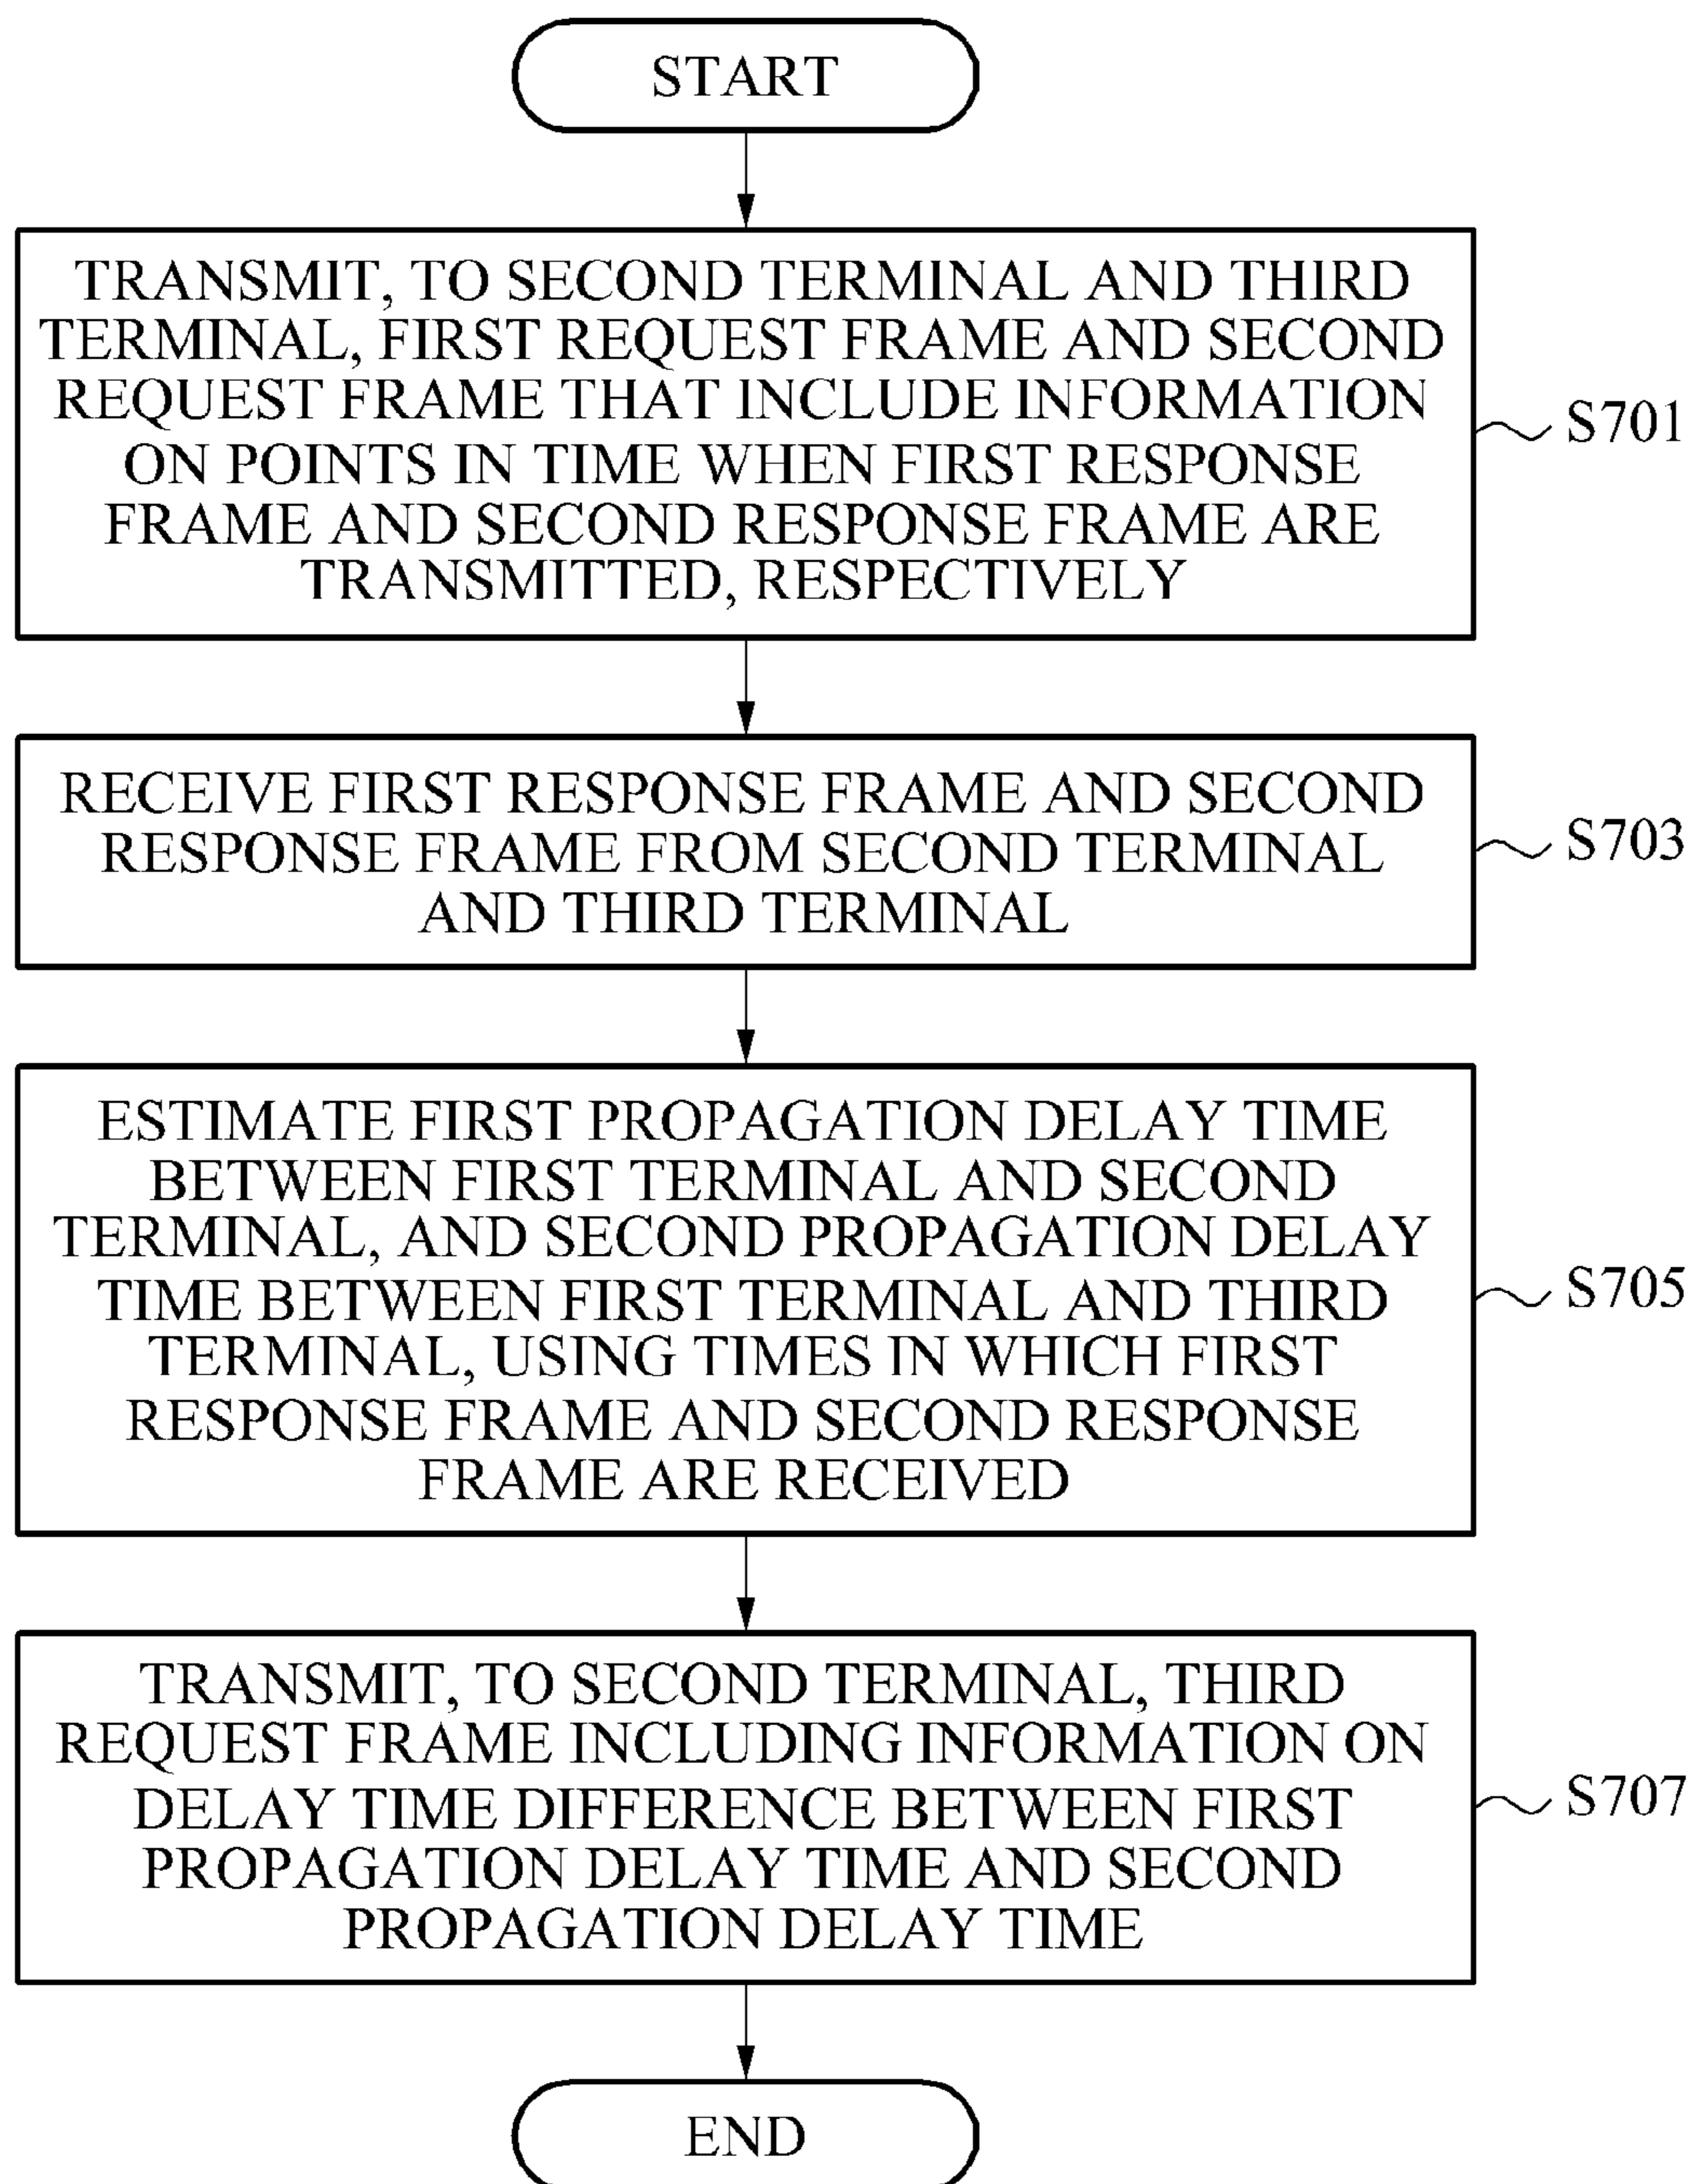 START
TRANSMIT, TO SECOND TERMINAL AND THIRD
TERMINAL, FIRST REQUEST FRAME AND SECOND
REQUEST FRAME THAT INCLUDE INFORMATION
ON POINTS IN TIME WHEN FIRST RESPONSE
FRAME AND SECOND RESPONSE FRAME ARE
TRANSMITTED, RESPECTIVELY
S701
RECEIVE FIRST RESPONSE FRAME AND SECOND
RESPONSE FRAME FROM SECOND TERMINAL
AND THIRD TERMINAL
S703
ESTIMATE FIRST PROPAGATION DELAY TIME
BETWEEN FIRST TERMINAL AND SECOND
TERMINAL, AND SECOND PROPAGATION DELAY
TIME BETWEEN FIRST TERMINAL AND THIRD
TERMINAL, USING TIMES IN WHICH FIRST
RESPONSE FRAME AND SECOND RESPONSE
FRAME ARE RECEIVED
S705
TRANSMIT, TO SECOND TERMINAL, THIRD
REQUEST FRAME INCLUDING INFORMATION ON
DELAY TIME DIFFERENCE BETWEEN FIRST
PROPAGATION DELAY TIME AND SECOND
PROPAGATION DELAY TIME
S707
END